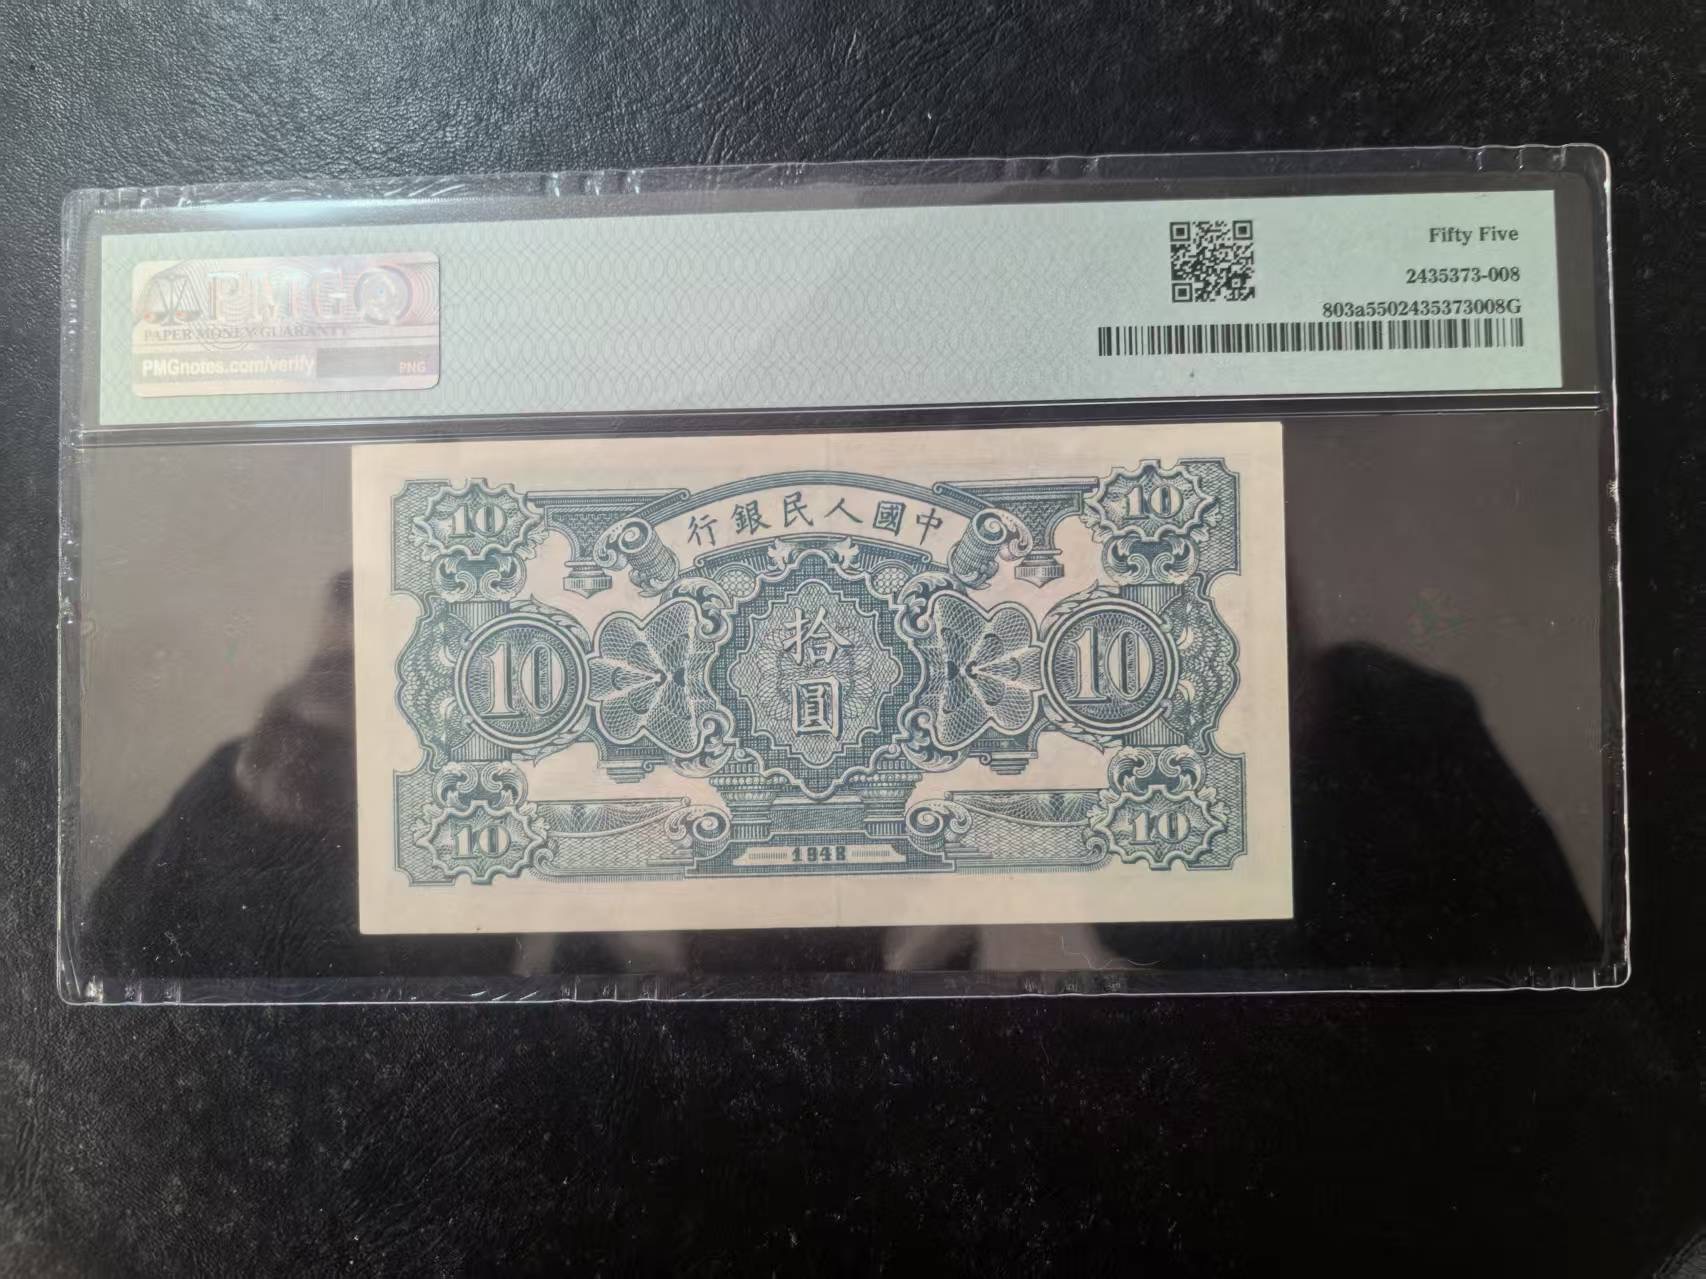 PMG
PAPER MONEY GUARANTY
PMGnotes.com/verify
PNG
Fifty Five
2435373-008
803a5502435373008G
行銀民人國中
10
10
拾
圓
10
10
10
10
1948